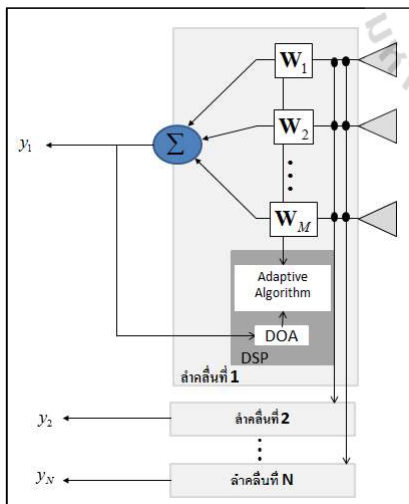 W1
W2
y1
Σ
WM
Adaptive
Algorithm
DOA
DSP
ลำคลื่นที่ 1
y2
ลำคลื่นที่ 2
yN
ลำคลื่นที่ N